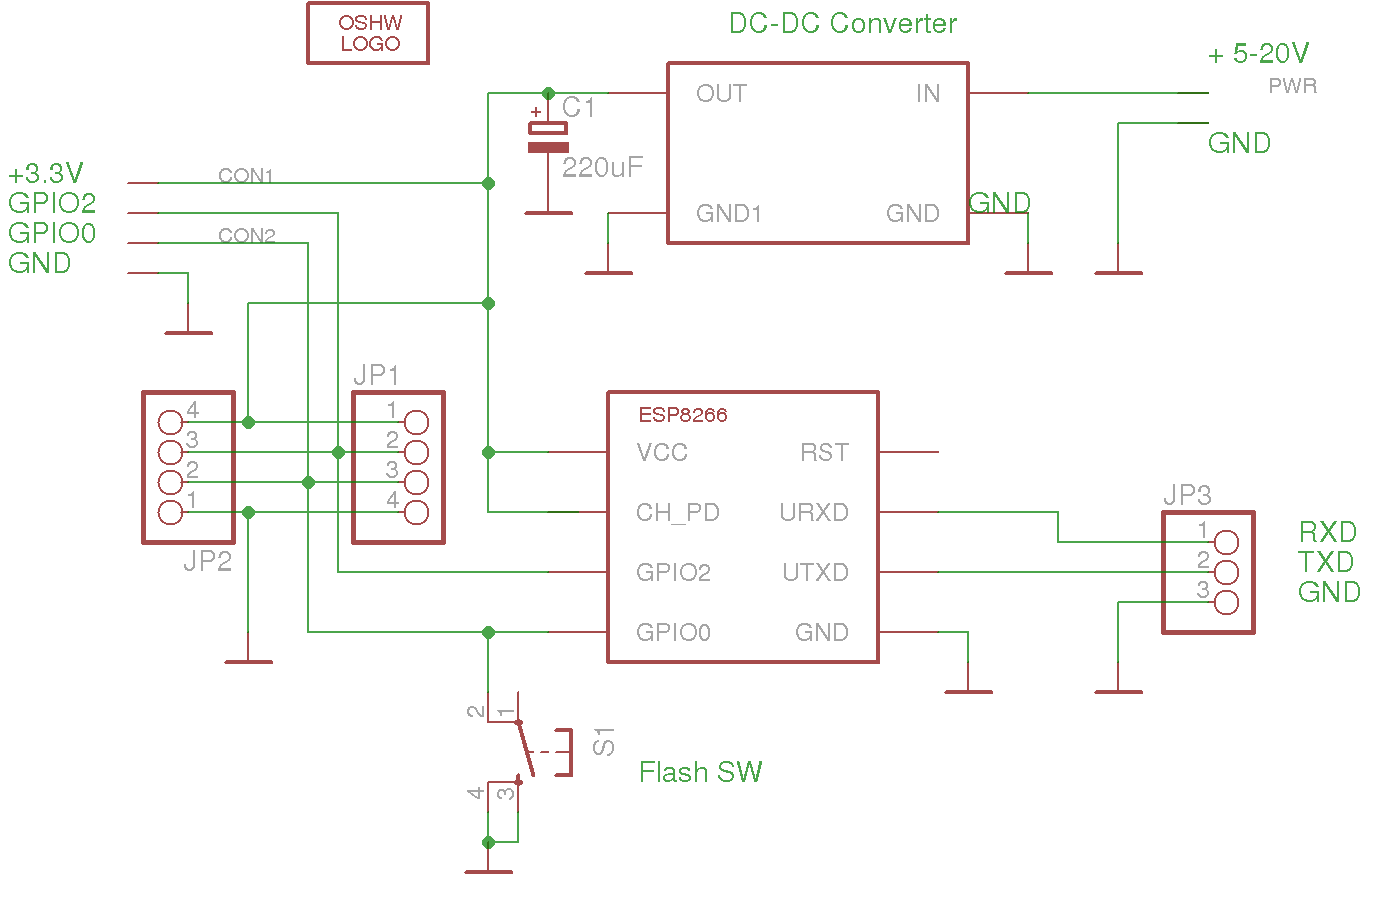 OSHW
LOGO
DC-DC Converter
+ 5-20V
PWR
OUT
IN
+
C1
220uF
GND
GND1
GND
GND
+3.3V
CON1
GPIO2
GPIO0
CON2
GND
JP1
4
1
3
2
2
3
1
4
JP2
ESP8266
VCC
RST
CH_PD
URXD
GPIO2
UTXD
GPIO0
GND
JP3
1
RXD
2
TXD
3
GND
2
1
S1
4
3
Flash SW